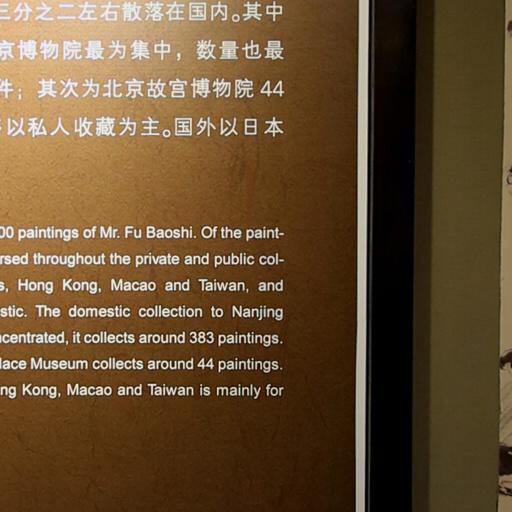 三分之二左右散落在国内。其中
京博物院最为集中，数量也最
件；其次为北京故宫博物院 44
以私人收藏为主。国外以日本
00 paintings of Mr. Fu Baoshi. Of the paint-
rsed throughout the private and public col-
s, Hong Kong, Macao and Taiwan, and
stic. The domestic collection to Nanjing
ncentrated, it collects around 383 paintings.
lace Museum collects around 44 paintings.
ng Kong, Macao and Taiwan is mainly for